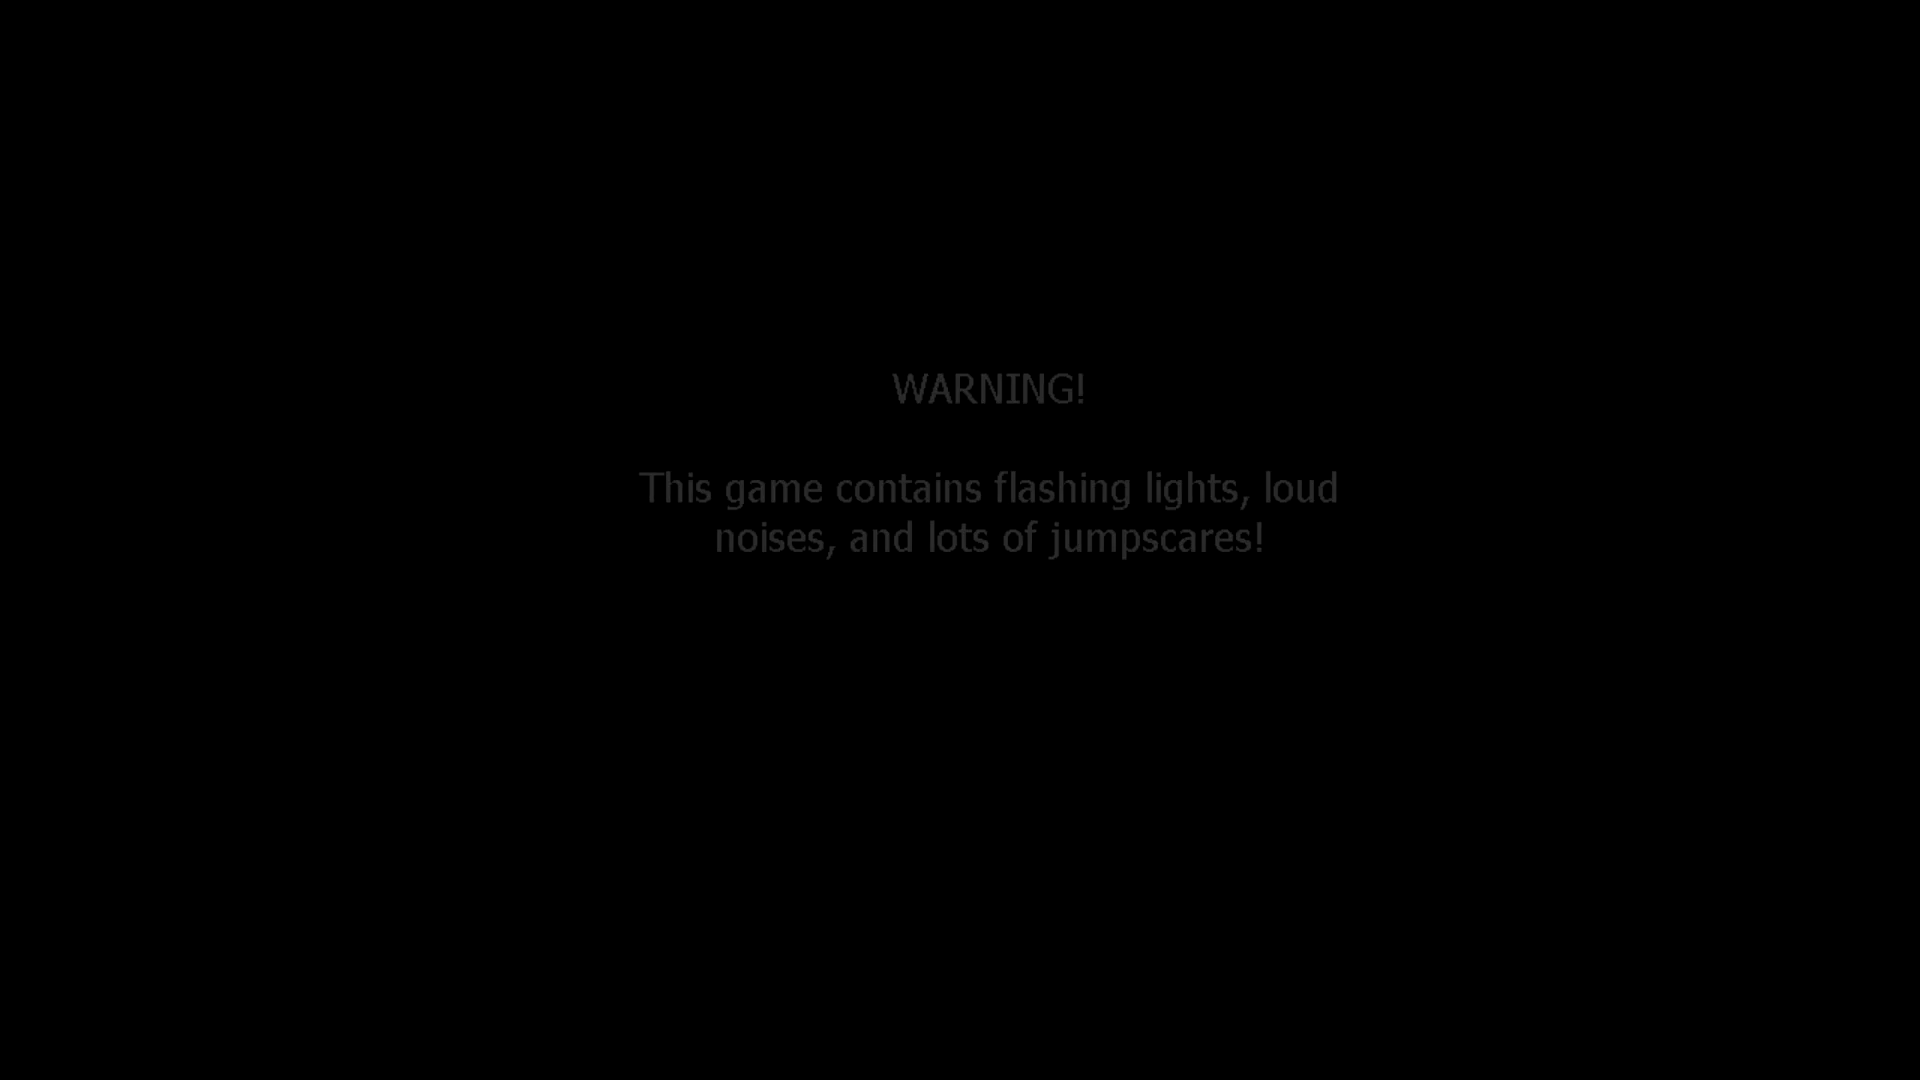 WARNING!
This game contains flashing lights, loud
noises, and lots of jumpscares!